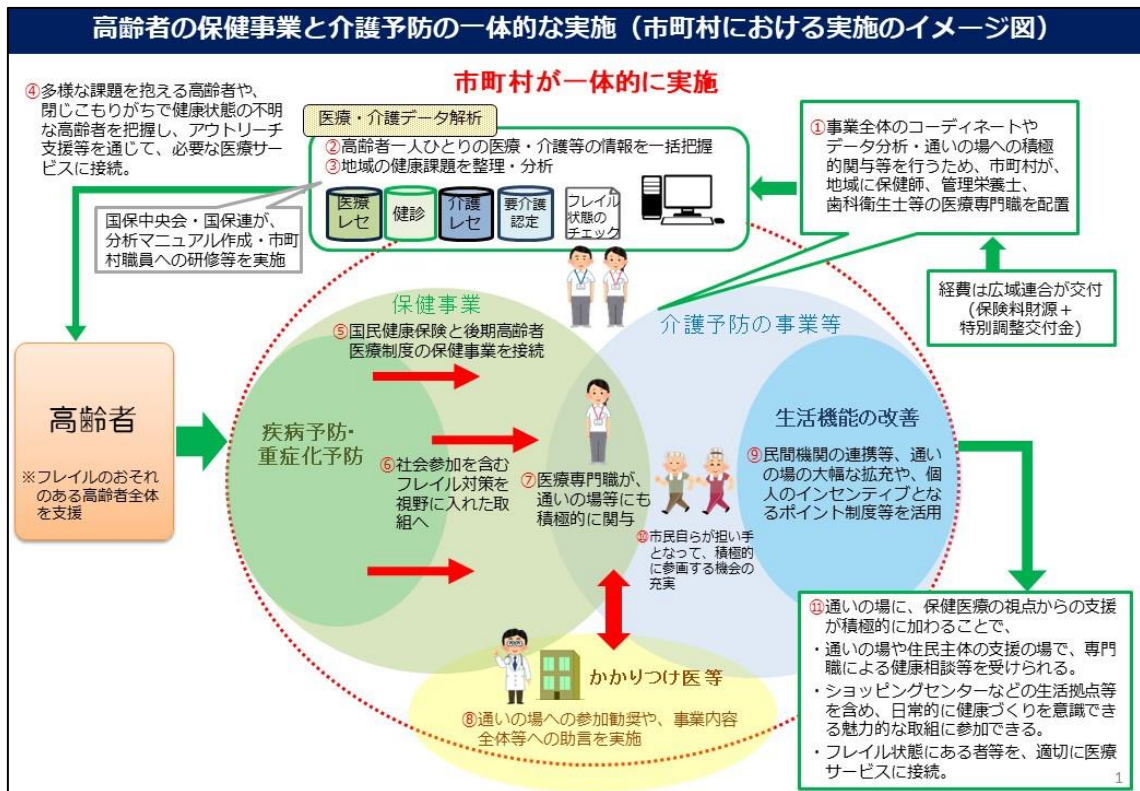 高齢者の保健事業と介護予防の一体的な実施（市町村における実施のイメージ図）
市町村が一体的に実施
④多様な課題を抱える高齢者や、
閉じこもりがちで健康状態の不明
な高齢者を把握し、アウトリーチ
支援等を通じて、必要な医療サー
ビスに接続。
医療・介護データ解析
②高齢者一人ひとりの医療・介護等の情報を一括把握
③地域の健康課題を整理・分析
医療
レセ
健診
介護
レセ
要介護
認定
フレイル
状態の
チェック
①事業全体のコーディネートや
データ分析・通いの場への積極
的関与等を行うため、市町村が、
地域に保健師、管理栄養士、
歯科衛生士等の医療専門職を配置
国保中央会・国保連が、
分析マニュアル作成・市町
村職員への研修等を実施
経費は広域連合が交付
(保険料財源＋
特別調整交付金)
保健事業
⑤国民健康保険と後期高齢者
医療制度の保健事業を接続
介護予防の事業等
高齢者
※フレイルのおそれ
のある高齢者全体
を支援
疾病予防・
重症化予防
⑥社会参加を含む
フレイル対策を
視野に入れた取
組へ
⑦医療専門職が、
通いの場等にも
積極的に関与
生活機能の改善
⑨民間機関の連携等、通い
の場の大幅な拡充や、個
人のインセンティブとな
るポイント制度等を活用
⑩市民自らが担い手
となって、積極的
に参画する機会の
充実
かかりつけ医等
⑧通いの場への参加勧奨や、事業内容
全体等への助言を実施
⑪通いの場に、保健医療の視点からの支援
が積極的に加わることで、
・通いの場や住民主体の支援の場で、専門
職による健康相談等を受けられる。
・ショッピングセンターなどの生活拠点等
を含め、日常的に健康づくりを意識でき
る魅力的な取組に参加できる。
・フレイル状態にある者等を、適切に医療
サービスに接続。
1